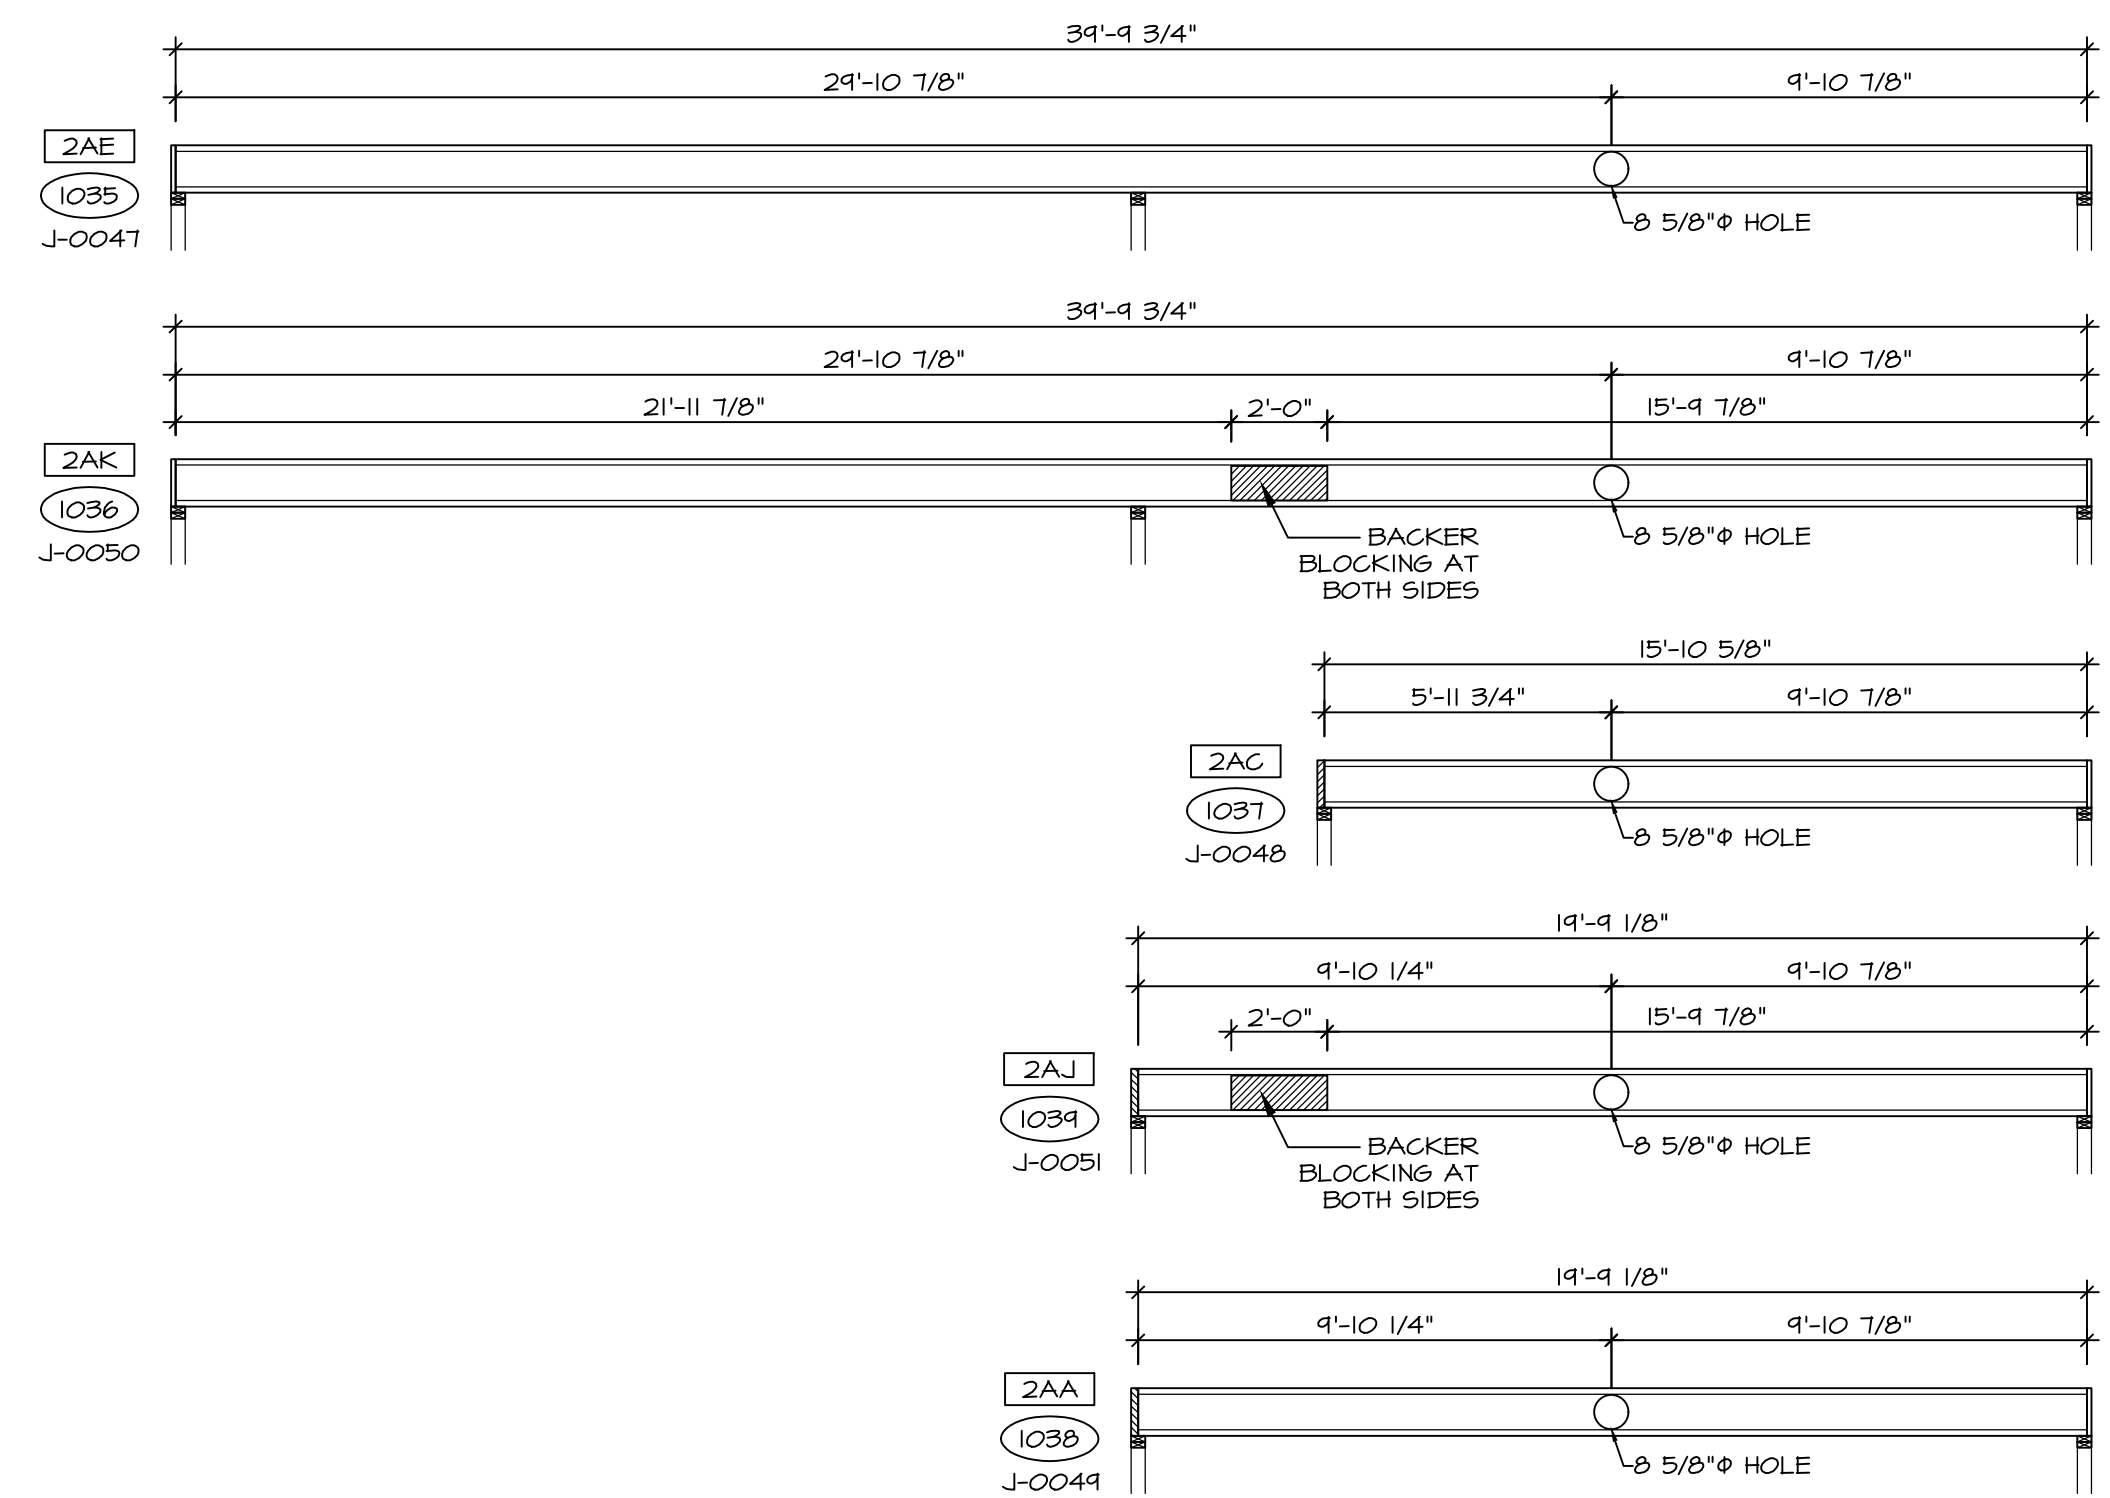 39'-9 3/4"
29'-10 7/8" 9'-10 7/8"
2AE
1035
J-0047
8 5/8"Φ HOLE
39'-9 3/4"
29'-10 7/8" 9'-10 7/8"
21'-11 7/8" 2'-0" 15'-9 7/8"
2AK
1036
J-0050
BACKER
BLOCKING AT
BOTH SIDES
8 5/8"Φ HOLE
15'-10 5/8"
5'-11 3/4" 9'-10 7/8"
2AC
1037
J-0048
8 5/8"Φ HOLE
19'-9 1/8"
9'-10 1/4" 9'-10 7/8"
2'-0" 15'-9 7/8"
2AJ
1039
J-0051
BACKER
BLOCKING AT
BOTH SIDES
8 5/8"Φ HOLE
19'-9 1/8"
9'-10 1/4" 9'-10 7/8"
2AA
1038
J-0049
8 5/8"Φ HOLE